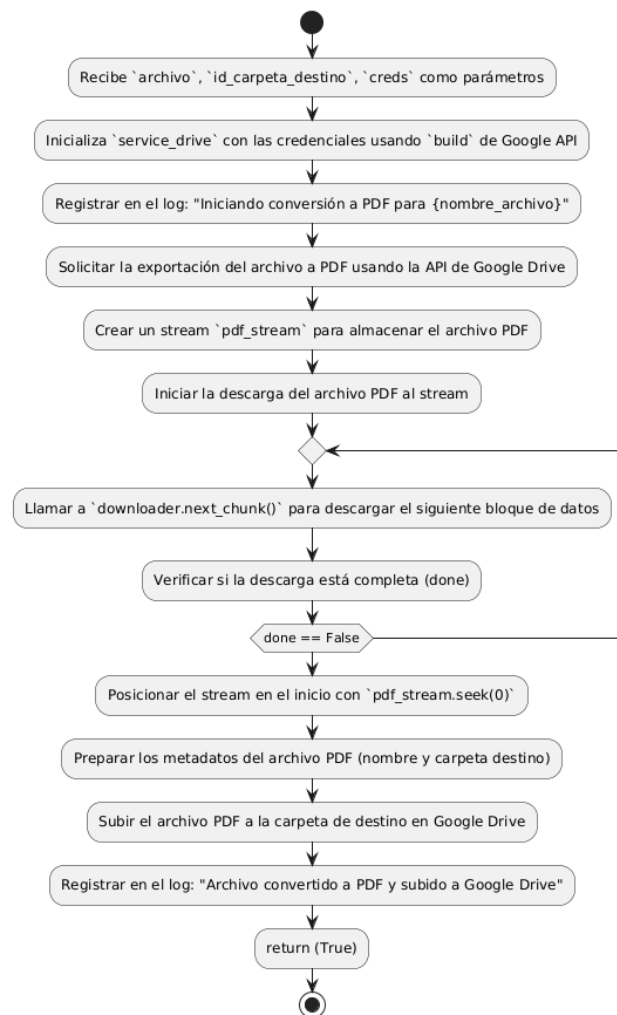 Recibe `archivo`, `id_carpeta_destino`, `creds` como parámetros
Inicializa `service_drive` con las credenciales usando `build` de Google API
Registrar en el log: "Iniciando conversión a PDF para {nombre_archivo}"
Solicitar la exportación del archivo a PDF usando la API de Google Drive
Crear un stream `pdf_stream` para almacenar el archivo PDF
Iniciar la descarga del archivo PDF al stream
Llamar a `downloader.next_chunk()` para descargar el siguiente bloque de datos
Verificar si la descarga está completa (done)
done == False
Posicionar el stream en el inicio con `pdf_stream.seek(0)`
Preparar los metadatos del archivo PDF (nombre y carpeta destino)
Subir el archivo PDF a la carpeta de destino en Google Drive
Registrar en el log: "Archivo convertido a PDF y subido a Google Drive"
return (True)